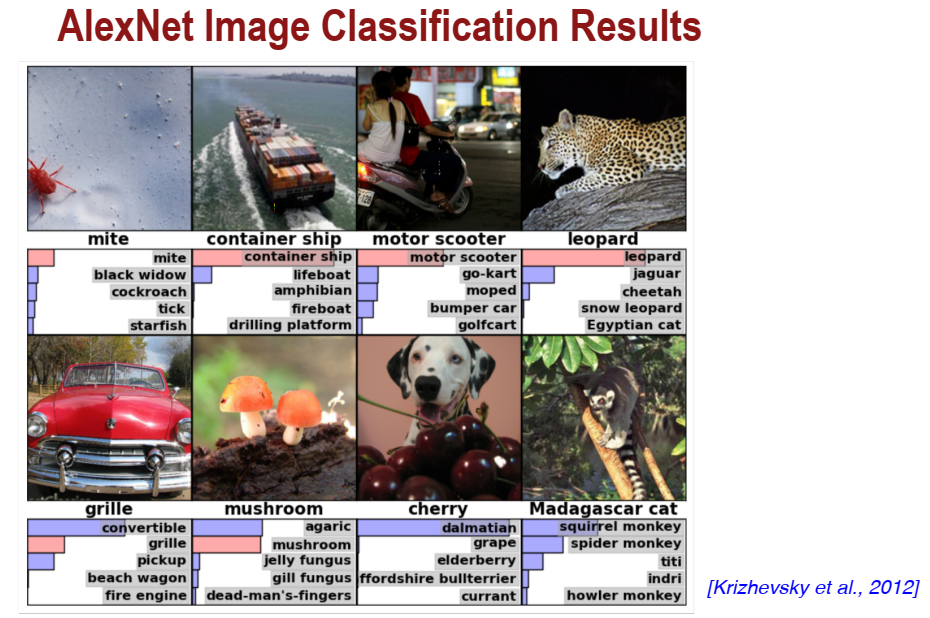 AlexNet Image Classification Results
mite container ship motor scooter leopard
mite container ship motor scooter leopard
black widow lifeboat go-kart jaguar
cockroach amphibian moped cheetah
tick fireboat bumper car snow leopard
starfish drilling platform golfcart Egyptian cat
grille mushroom cherry Madagascar cat
convertible agaric dalmatian squirrel monkey
grille mushroom grape spider monkey
pickup jelly fungus elderberry titi
beach wagon gill fungus ffordshire bullterrier indri
fire engine dead-man's-fingers currant howler monkey
[Krizhevsky et al., 2012]